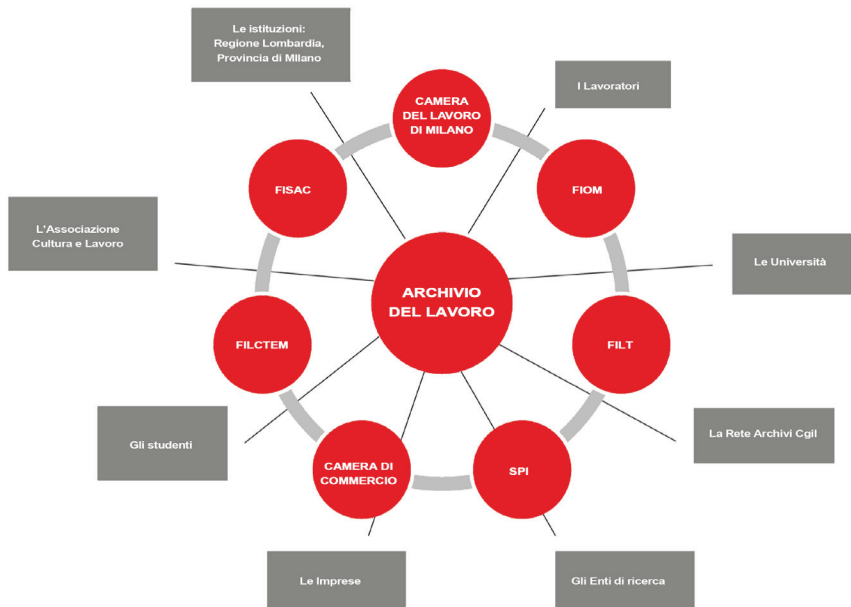 Le istituzioni:
Regione Lombardia,
Provincia di MIlano
I Lavoratori
CAMERA
DEL LAVORO
DI MILANO
FISAC
FIOM
L'Associazione
Cultura e Lavoro
Le Università
ARCHIVIO
DEL LAVORO
FILCTEM
FILT
Gli studenti
La Rete Archivi Cgil
CAMERA DI
COMMERCIO
SPI
Le Imprese
Gli Enti di ricerca